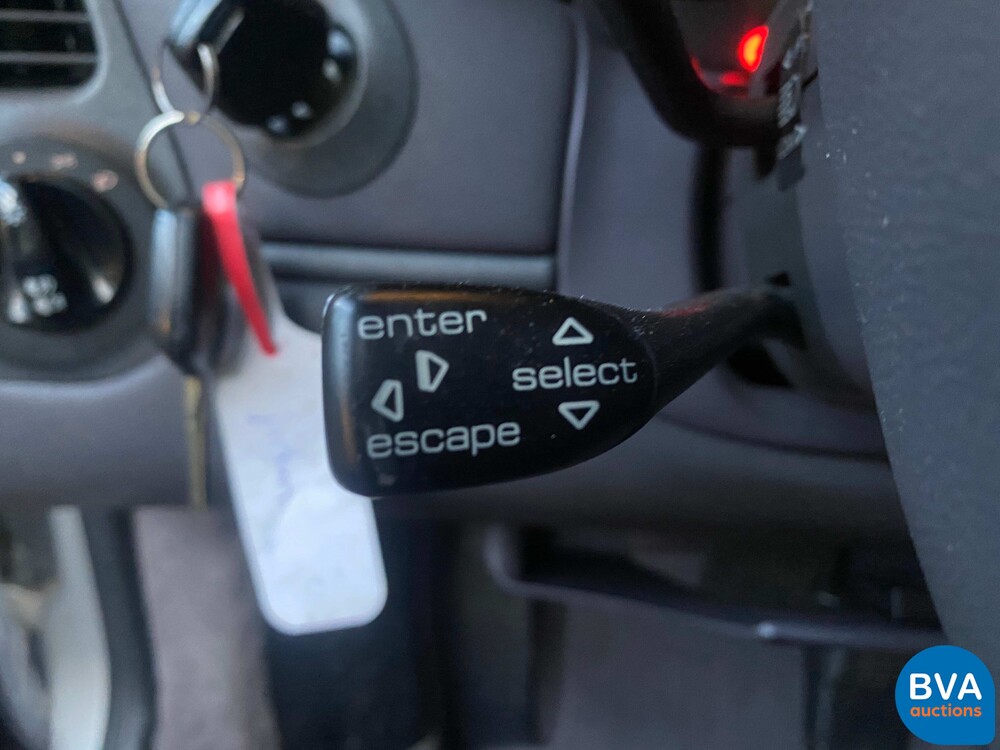 enter
select
escape
BVA
auctions